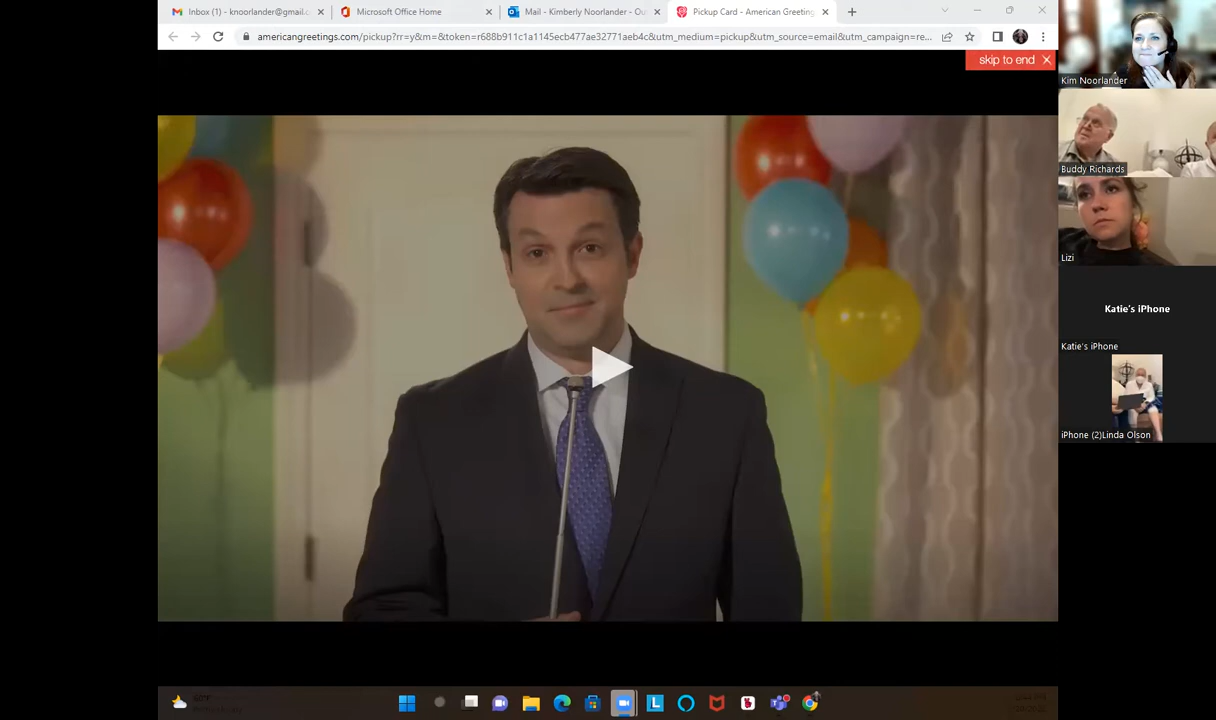 Inbox (1) - knoorlander@gmail.c
Microsoft Office Home
Mail - Kimberly Noorlander - Ou
Pickup Card - American Greeting
americangreetings.com/pickup?rr=y&m=&token=r688b911c1a1145ecb477ae32771aeb4c&utm_medium=pickup&utm_source=email&utm_campaign=re...
skip to end
Kim Noorlander
Buddy Richards
Lizi
Katie's iPhone
Katie's iPhone
iPhone (2)Linda Olson